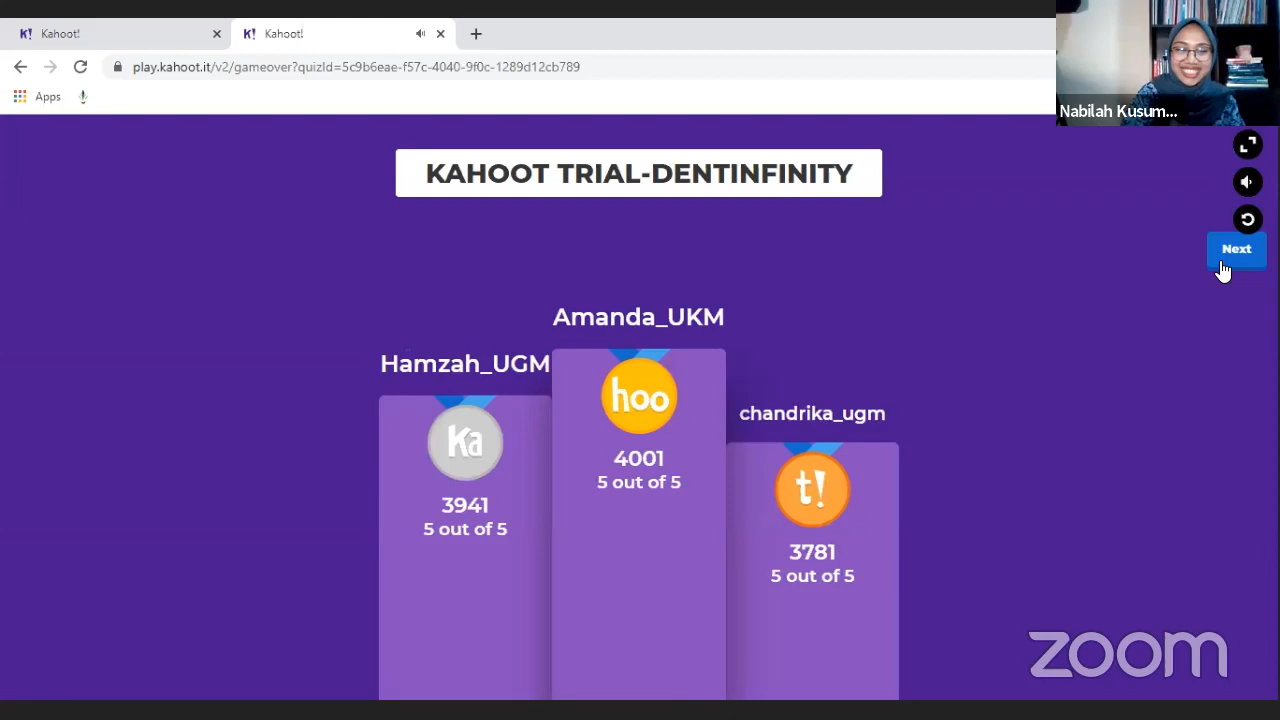 K! Kahoot!
K! Kahoot!
play.kahoot.it/v2/gameover?quizId=5c9b6eae-f57c-4040-9f0c-1289d12cb789
Apps
Nabilah Kusum...
KAHOOT TRIAL-DENTINFINITY
Next
Amanda_UKM
Hamzah_UGM
chandrika_ugm
hoo
4001
5 out of 5
Ka
3941
5 out of 5
t!
3781
5 out of 5
zoom